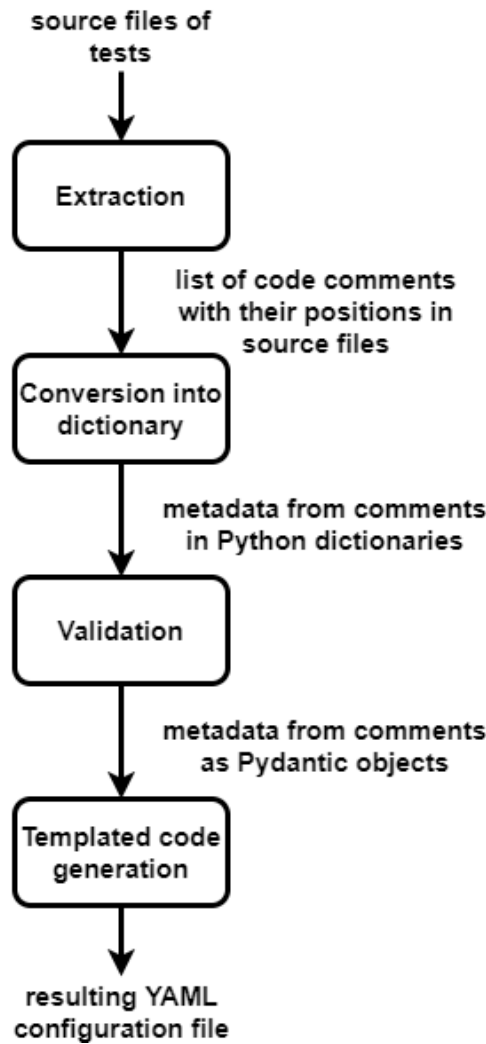 source files of
tests
Extraction
list of code comments
with their positions in
source files
Conversion into
dictionary
metadata from comments
in Python dictionaries
Validation
metadata from comments
as Pydantic objects
Templated code
generation
resulting YAML
configuration file